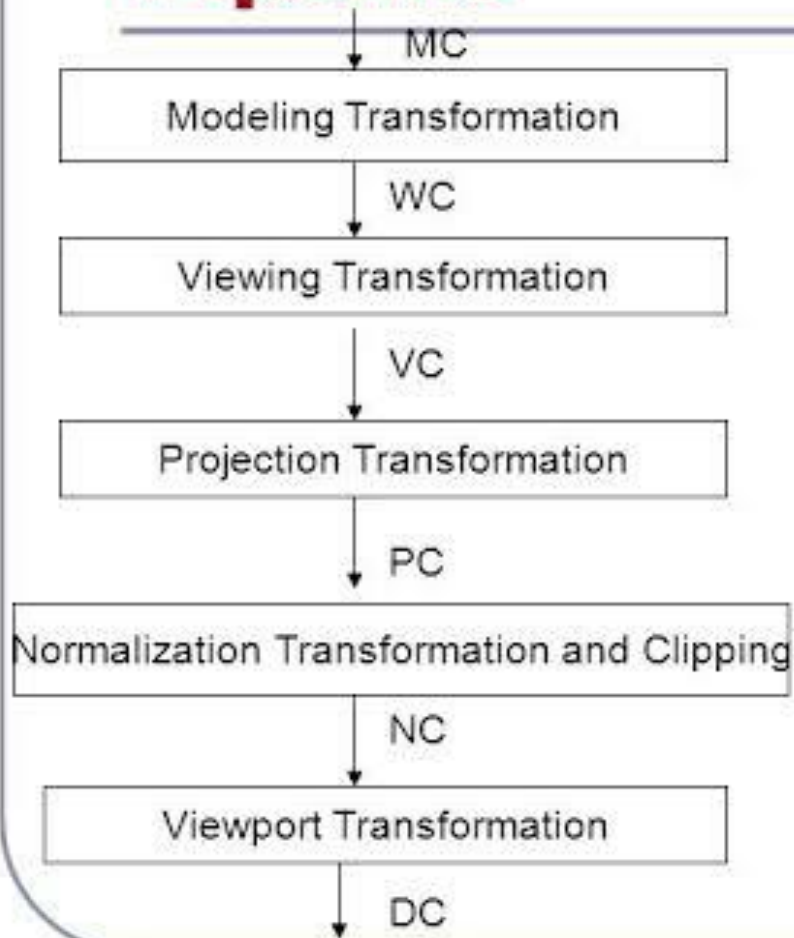 MC
Modeling Transformation
WC
Viewing Transformation
VC
Projection Transformation
PC
Normalization Transformation and Clipping
NC
Viewport Transformation
DC